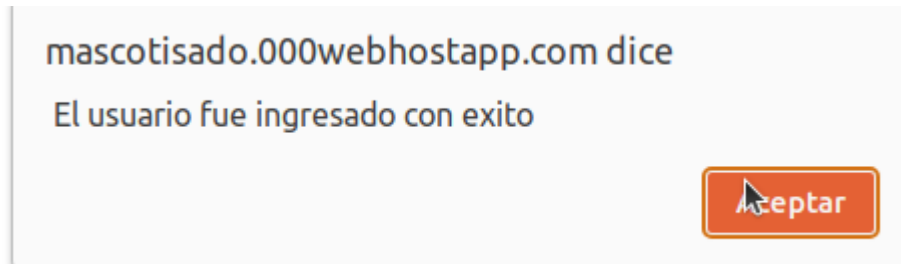 mascotisado.000webhostapp.com dice
El usuario fue ingresado con exito
Aceptar